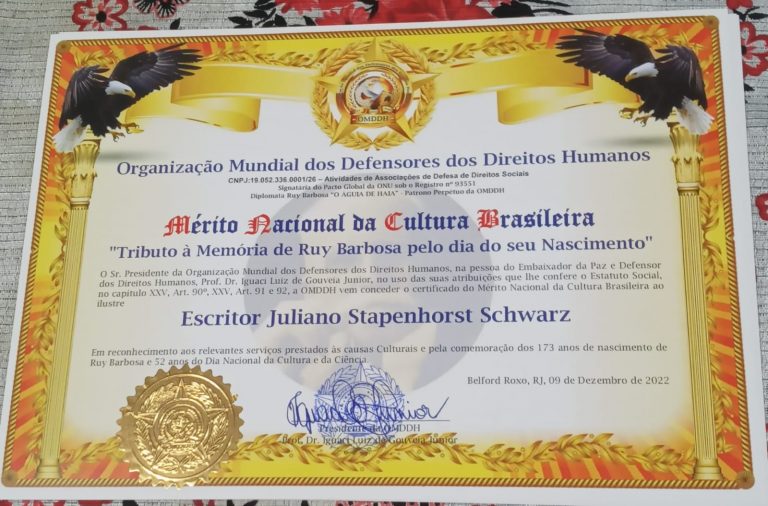 OMDDH
Organização Mundial dos Defensores dos Direitos Humanos
CNPJ:19.052.336.0001/26 – Atividades de Associações de Defesa de Direitos Sociais
Signatária do Pacto Global da ONU sob o Registro nº 93551
Diplomata Ruy Barbosa "O AGUIA DE HAIA" - Patrono Perpétuo da OMDDH
Mérito Nacional da Cultura Brasileira
"Tributo à Memória de Ruy Barbosa pelo dia do seu Nascimento"
O Sr. Presidente da Organização Mundial dos Defensores dos Direitos Humanos, na pessoa do Embaixador da Paz e Defensor
dos Direitos Humanos, Prof. Dr. Iguaci Luiz de Gouveia Junior, no uso das suas atribuições que lhe confere o Estatuto Social,
no capitulo XXV, Art. 90º, XXV, Art. 91 e 92, a OMDDH vem conceder o certificado do Mérito Nacional da Cultura Brasileira ao
ilustre
Escritor Juliano Stapenhorst Schwarz
Em reconhecimento aos relevantes serviços prestados às causas Culturais e pela comemoração dos 173 anos de nascimento de
Ruy Barbosa e 52 anos do Dia Nacional da Cultura e da Ciência
Belford Roxo, RJ, 09 de Dezembro de 2022
Presidente da OMDDH
Prof. Dr. Iguaci Luiz de Gouveia Junior